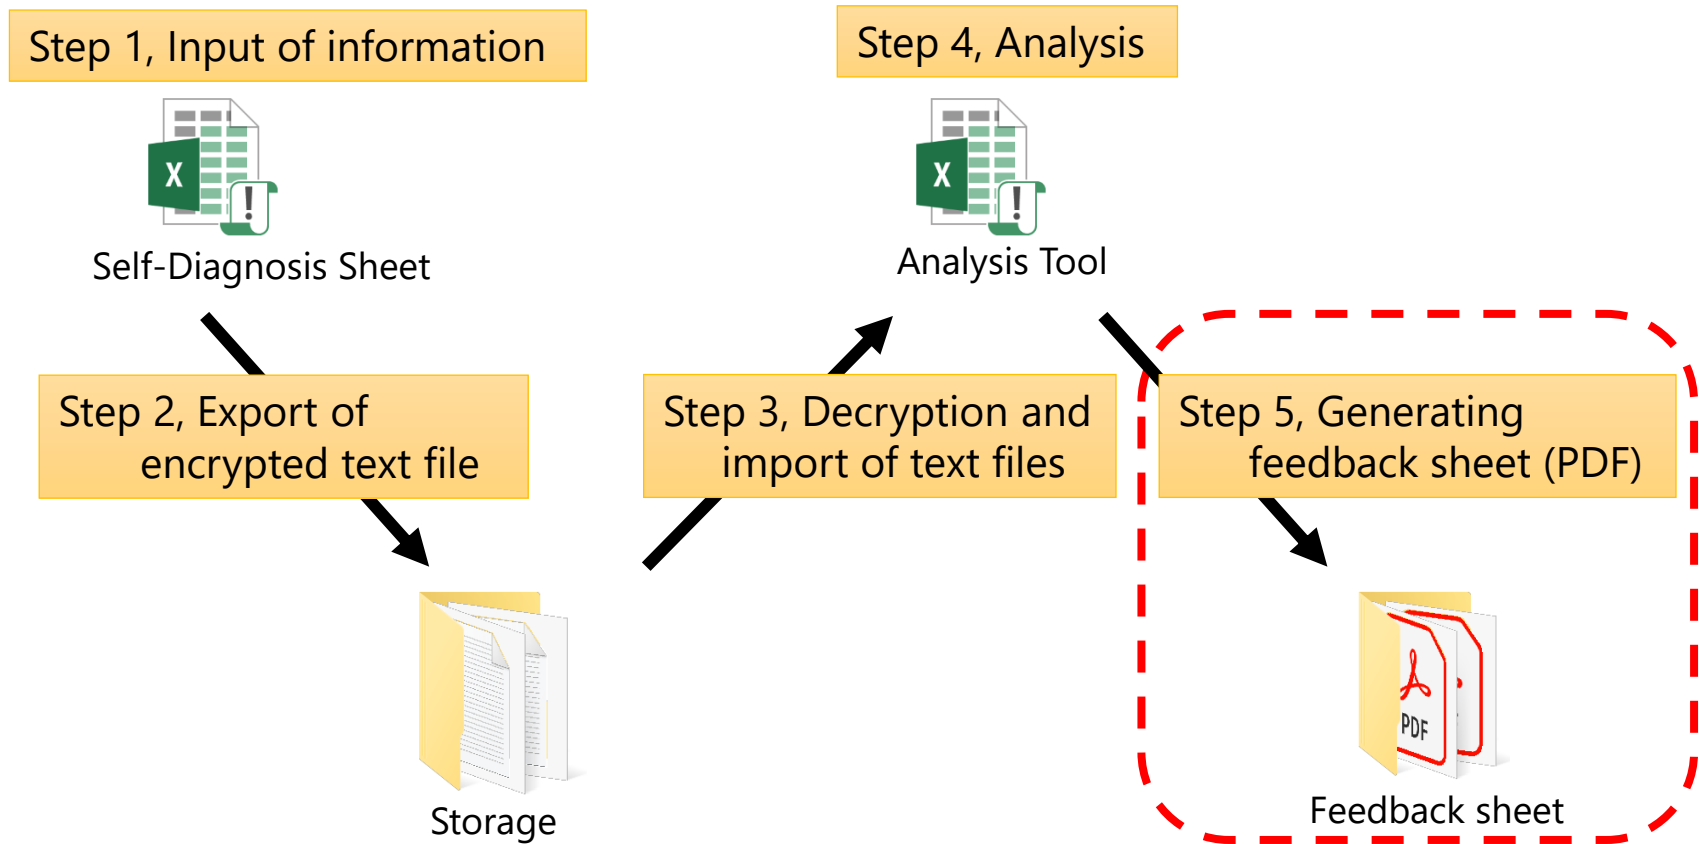 Step 1, Input of information
Step 4, Analysis
X
X
Self-Diagnosis Sheet
Analysis Tool
Step 2, Export of
encrypted text file
Step 3, Decryption and
import of text files
Step 5, Generating
feedback sheet (PDF)
PDF
Storage
Feedback sheet